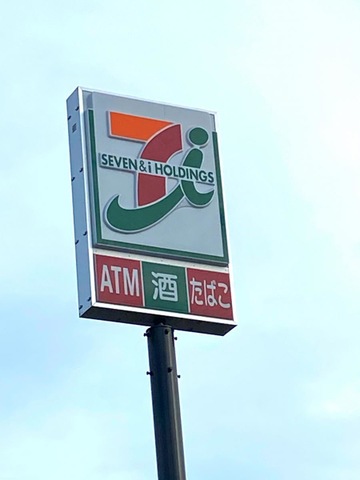 SEVEN & i HOLDINGS
ATM 酒 たばこ